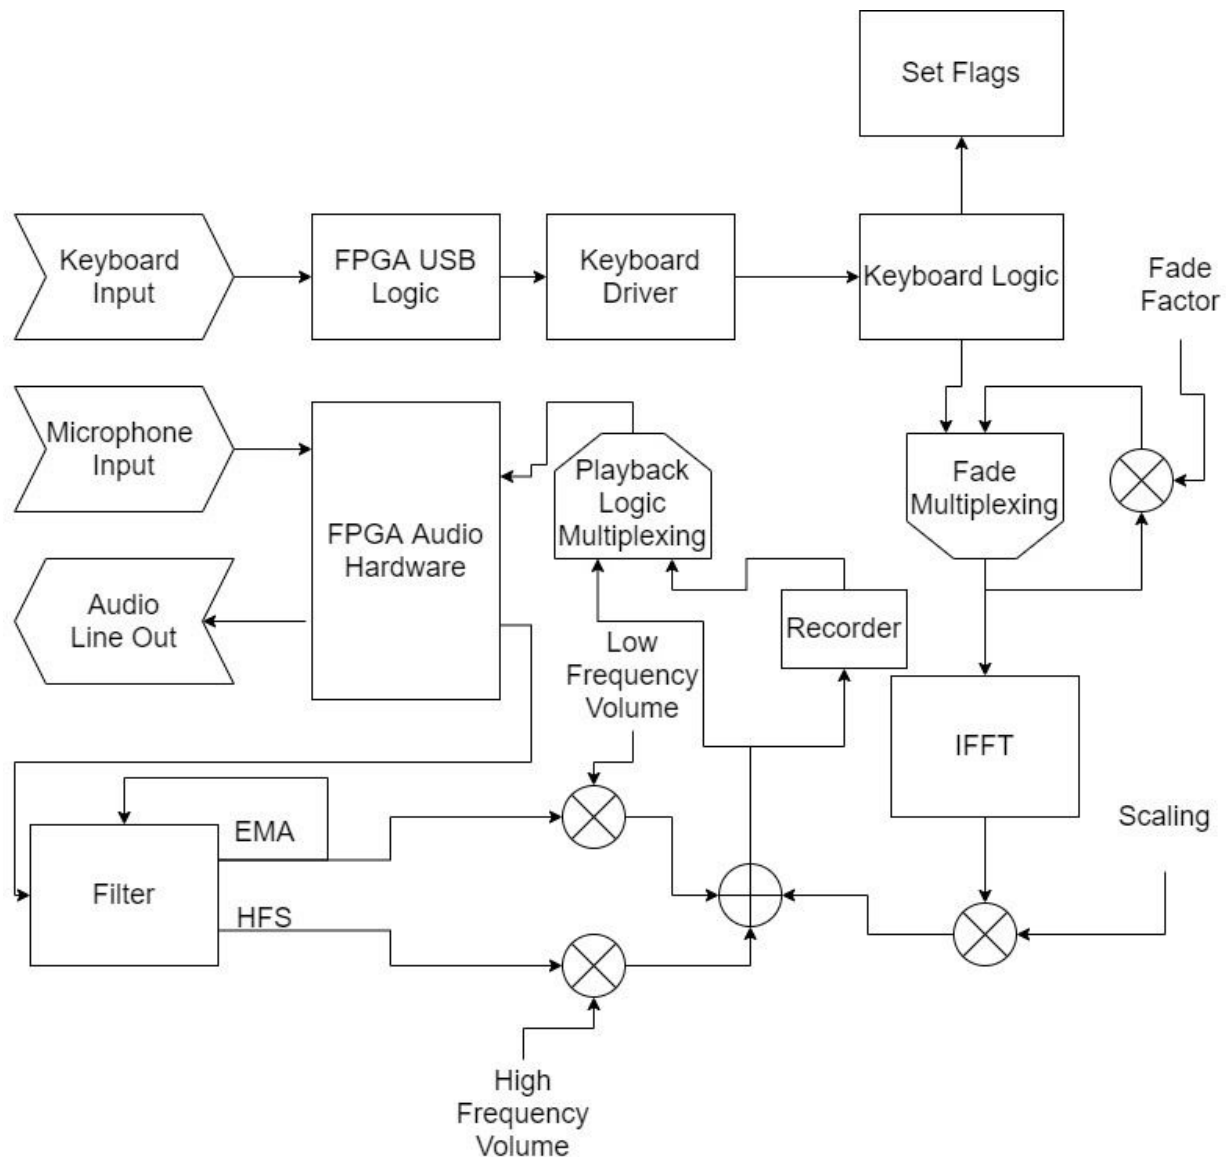 Set Flags
Keyboard
Input
FPGA USB
Logic
Keyboard
Driver
Keyboard Logic
Fade
Factor
Microphone
Input
FPGA Audio
Hardware
Playback
Logic
Multiplexing
Fade
Multiplexing
Audio
Line Out
Low
Frequency
Volume
Recorder
IFFT
Scaling
EMA
Filter
HFS
High
Frequency
Volume